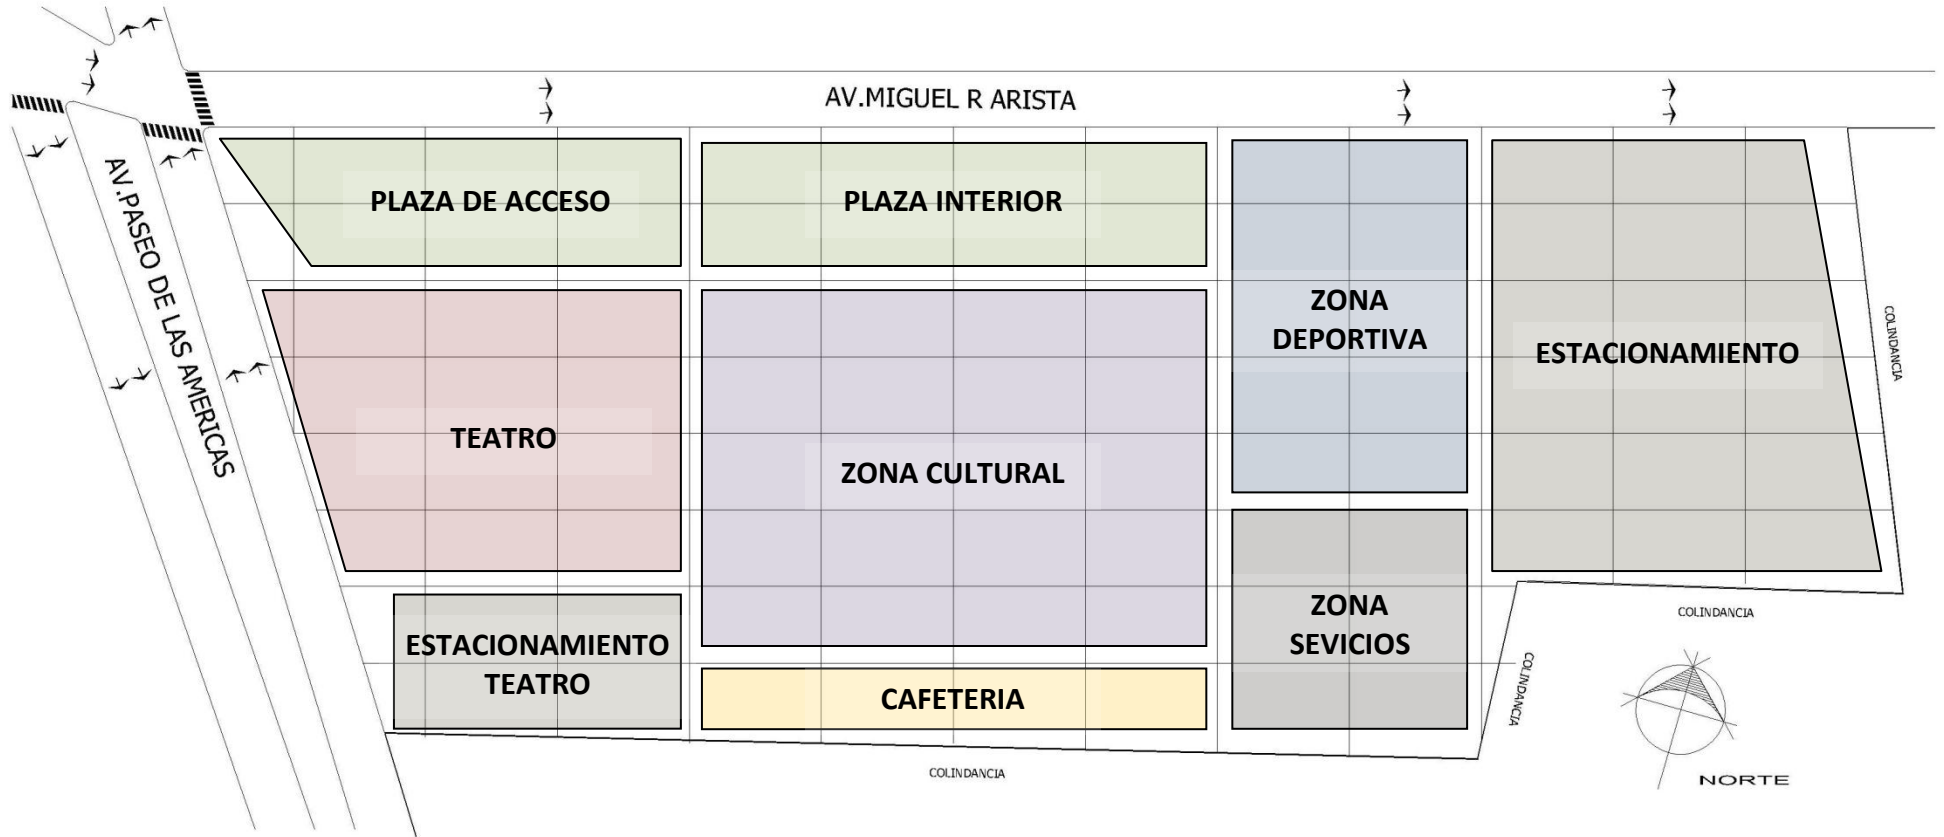 AV.MIGUEL R ARISTA
AV.PASEO DE LAS AMERICAS
PLAZA DE ACCESO
PLAZA INTERIOR
ZONA
DEPORTIVA
ESTACIONAMIENTO
COLINDANCIA
TEATRO
ZONA CULTURAL
ZONA
SEVICIOS
COLINDANCIA
ESTACIONAMIENTO
TEATRO
CAFETERIA
COLINDANCIA
COLINDANCIA
NORTE